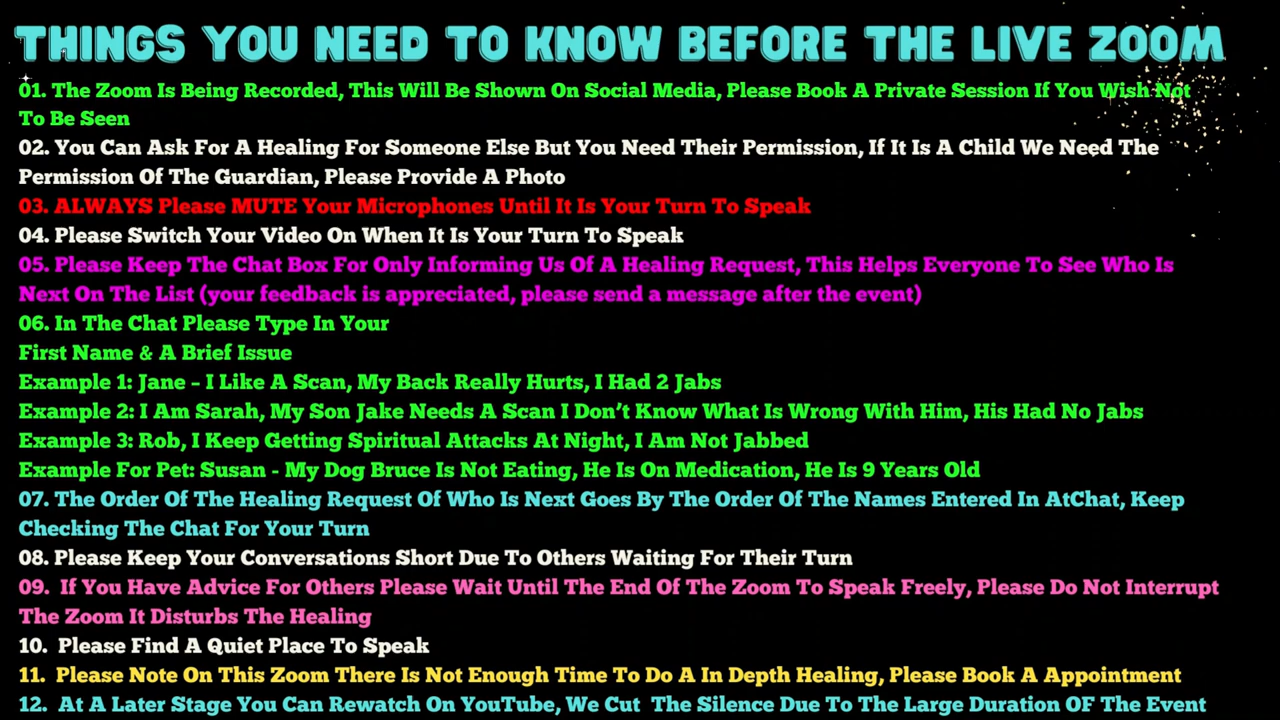 THINGS YOU NEED TO KNOW BEFORE THE LIVE ZOOM
01. The Zoom Is Being Recorded, This Will Be Shown On Social Media, Please Book A Private Session If You Wish Not
To Be Seen
02. You Can Ask For A Healing For Someone Else But You Need Their Permission, If It Is A Child We Need The
Permission Of The Guardian, Please Provide A Photo
03. ALWAYS Please MUTE Your Microphones Until It Is Your Turn To Speak
04. Please Switch Your Video On When It Is Your Turn To Speak
05. Please Keep The Chat Box For Only Informing Us Of A Healing Request, This Helps Everyone To See Who Is
Next On The List (your feedback is appreciated, please send a message after the event)
06. In The Chat Please Type In Your
First Name & A Brief Issue
Example 1: Jane – I Like A Scan, My Back Really Hurts, I Had 2 Jabs
Example 2: I Am Sarah, My Son Jake Needs A Scan I Don't Know What Is Wrong With Him, His Had No Jabs
Example 3: Rob, I Keep Getting Spiritual Attacks At Night, I Am Not Jabbed
Example For Pet: Susan - My Dog Bruce Is Not Eating, He Is On Medication, He Is 9 Years Old
07. The Order Of The Healing Request Of Who Is Next Goes By The Order Of The Names Entered In AtChat, Keep
Checking The Chat For Your Turn
08. Please Keep Your Conversations Short Due To Others Waiting For Their Turn
09. If You Have Advice For Others Please Wait Until The End Of The Zoom To Speak Freely, Please Do Not Interrupt
The Zoom It Disturbs The Healing
10. Please Find A Quiet Place To Speak
11. Please Note On This Zoom There Is Not Enough Time To Do A In Depth Healing, Please Book A Appointment
12. At A Later Stage You Can Rewatch On YouTube, We Cut The Silence Due To The Large Duration OF The Event